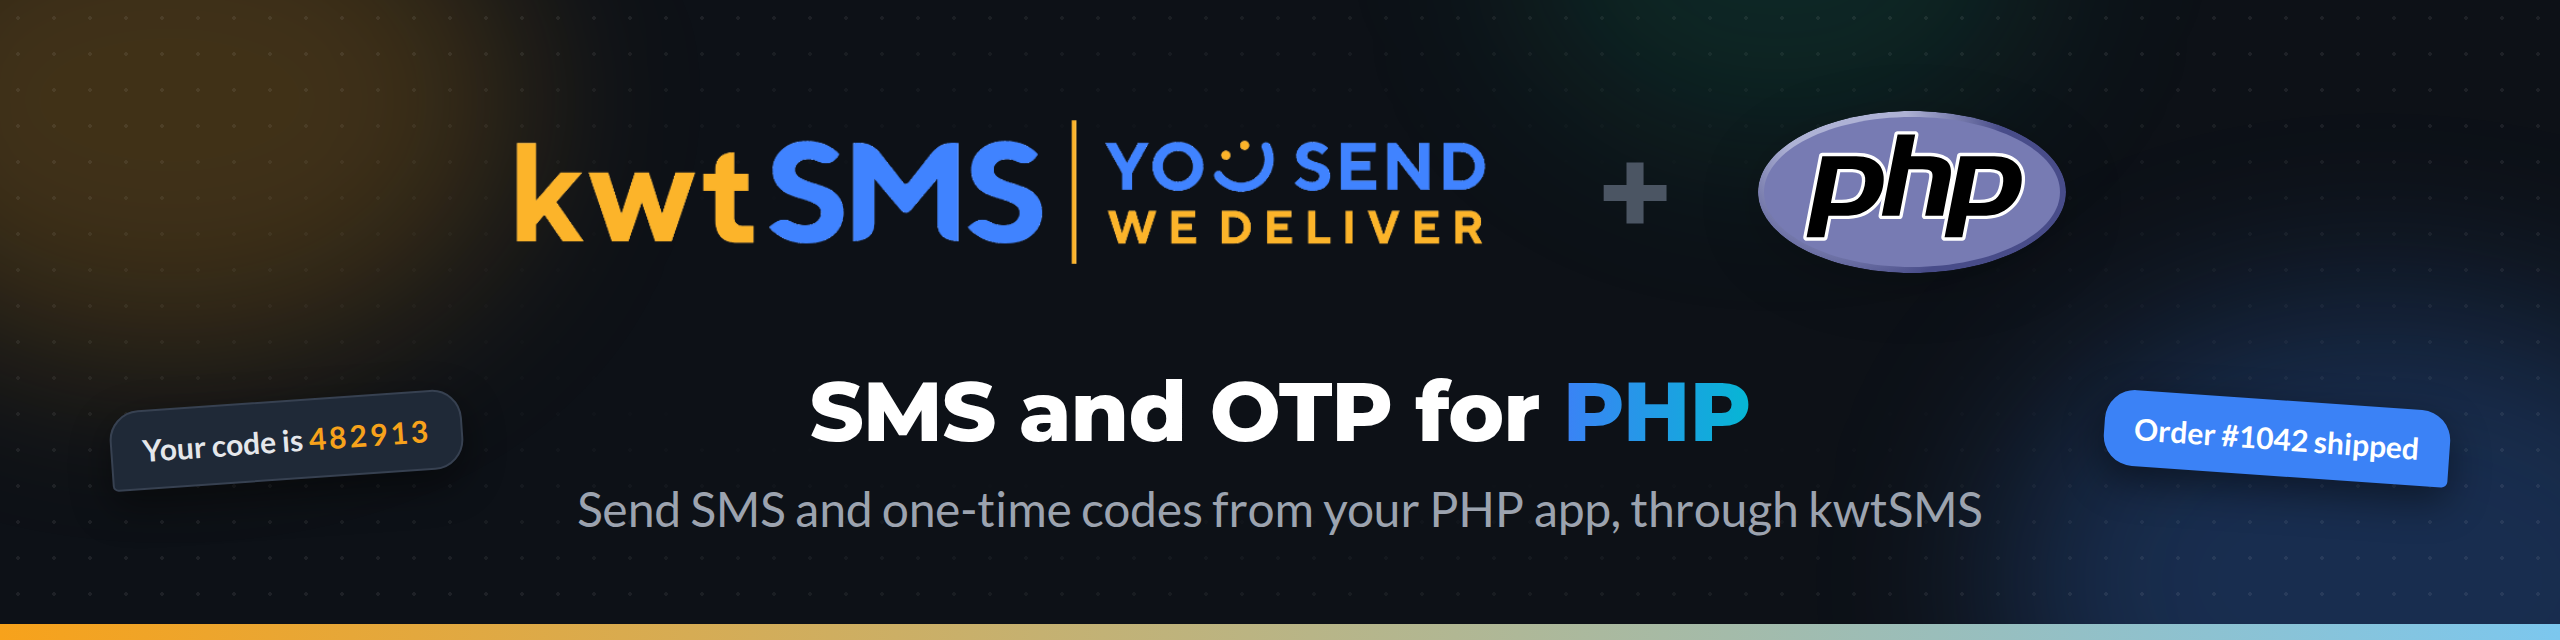 kwtSMS
YOU SEND
WE DELIVER
+
php
SMS and OTP for PHP
Your code is 482913
Order #1042 shipped
Send SMS and one-time codes from your PHP app, through kwtSMS